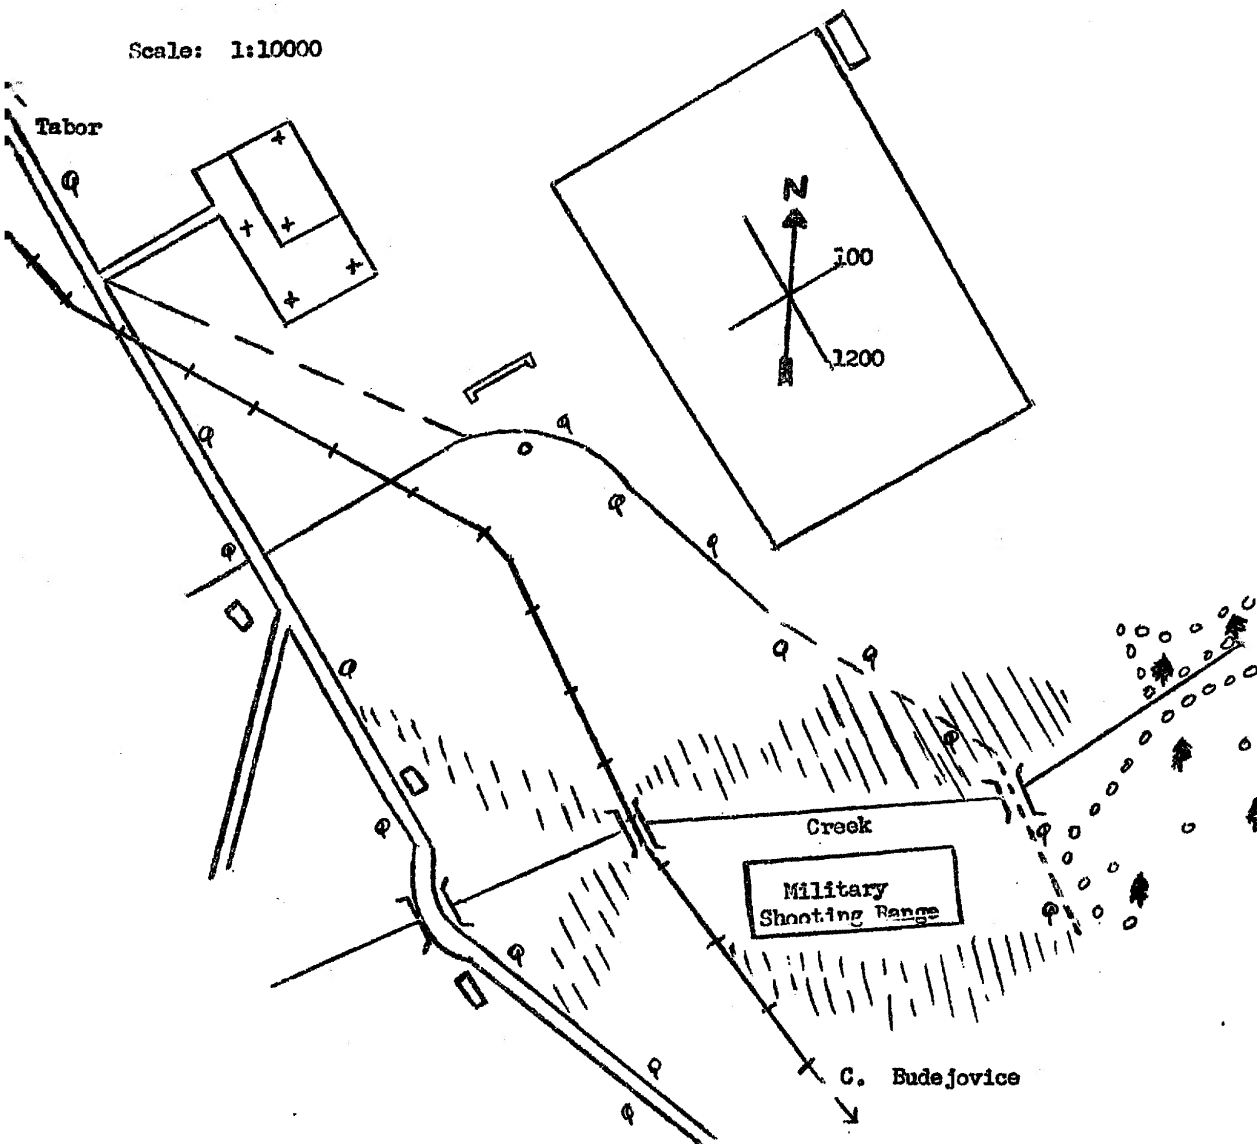 Scale: 1:10000
Tabor
N
100
1200
Creek
Military
Shooting Range
C. Budejovice